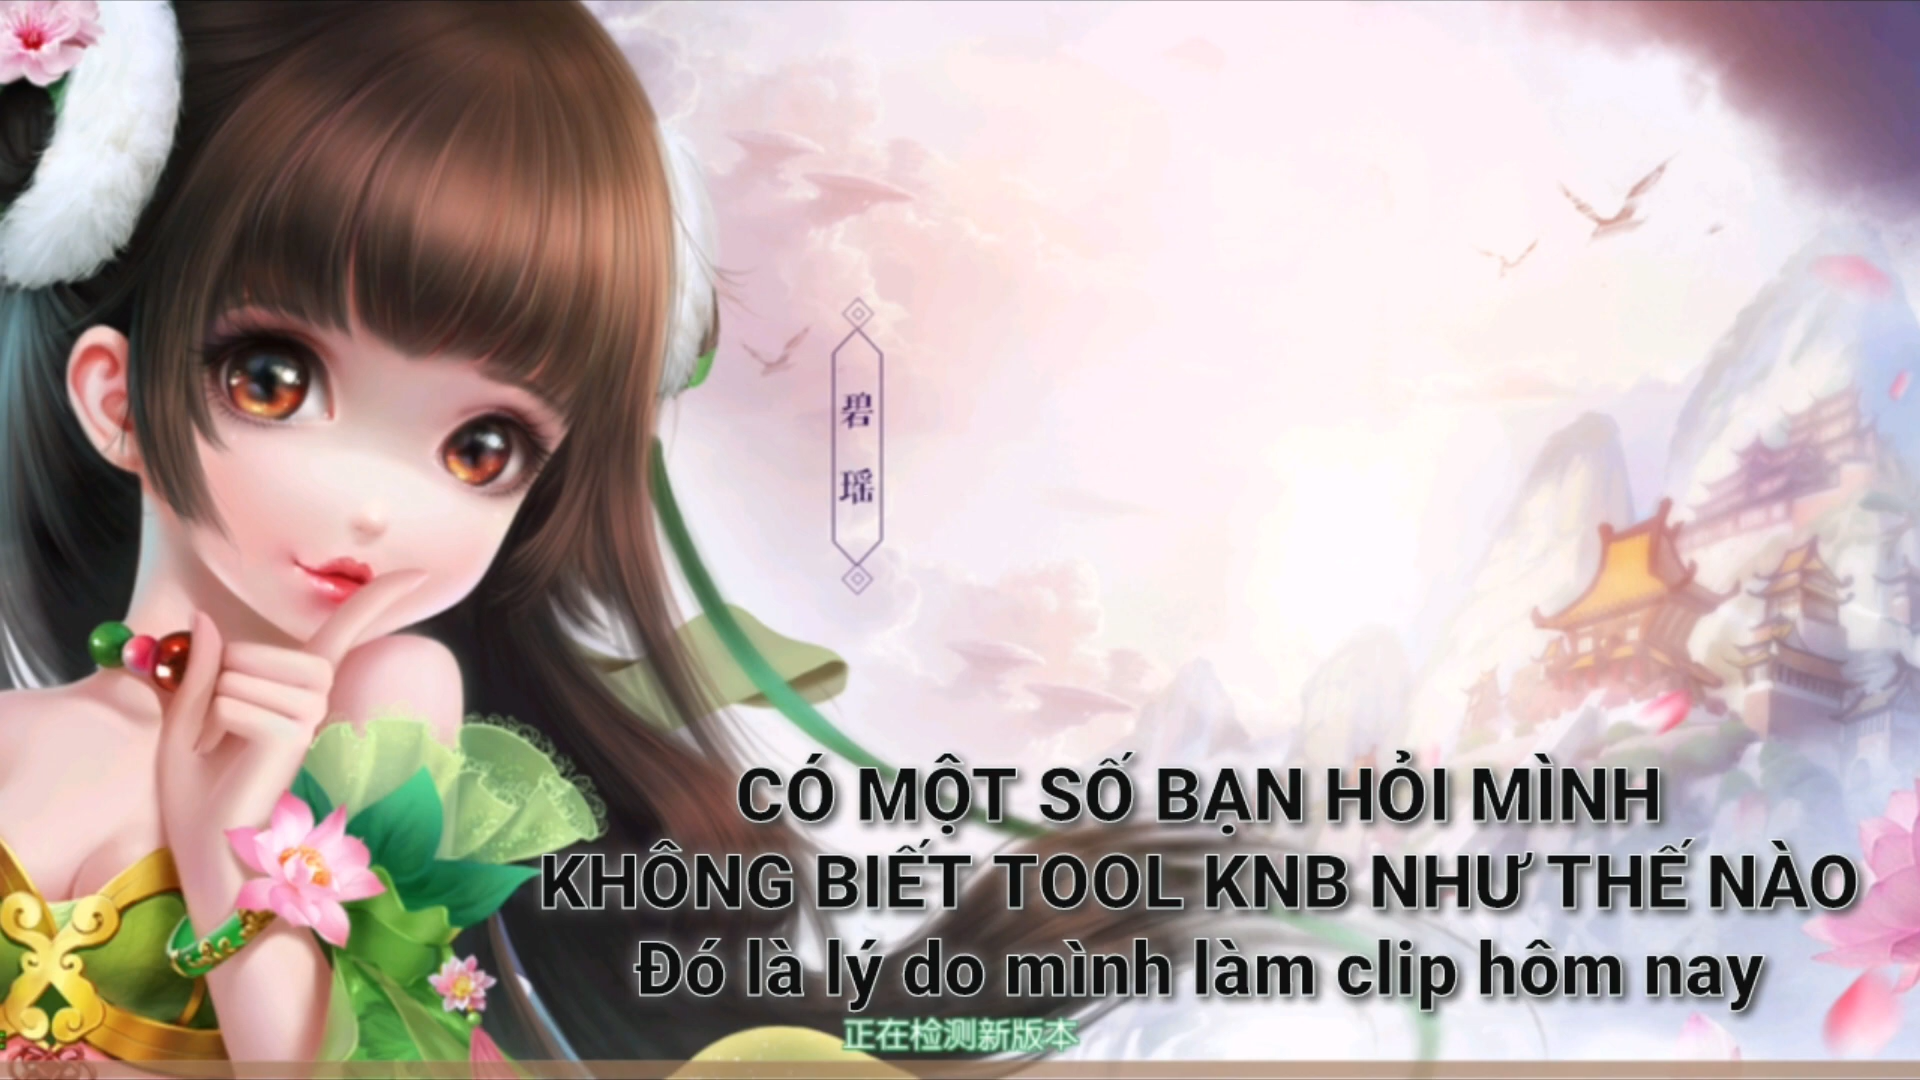 碧瑶
CÓ MỘT SỐ BẠN HỎI MÌNH
KHÔNG BIẾT TOOL KNB NHƯ THẾ NÀO
Đó là lý do mình làm clip hôm nay
正在检测新版本